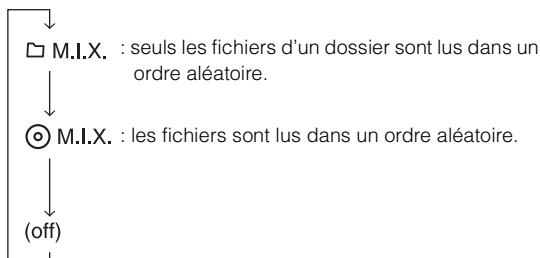 M.I.X. : seuls les fichiers d'un dossier sont lus dans un
ordre aléatoire.
M.I.X. : les fichiers sont lus dans un ordre aléatoire.
(off)